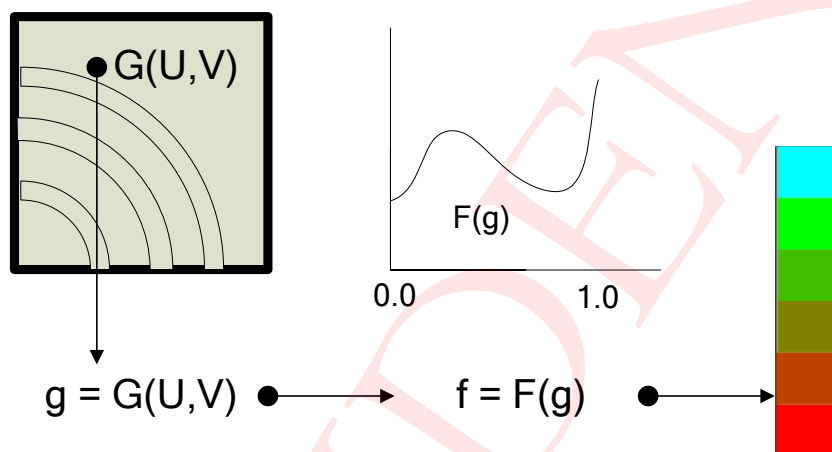 G(U,V)
F(g)
0.0 1.0
g = G(U,V) f = F(g)